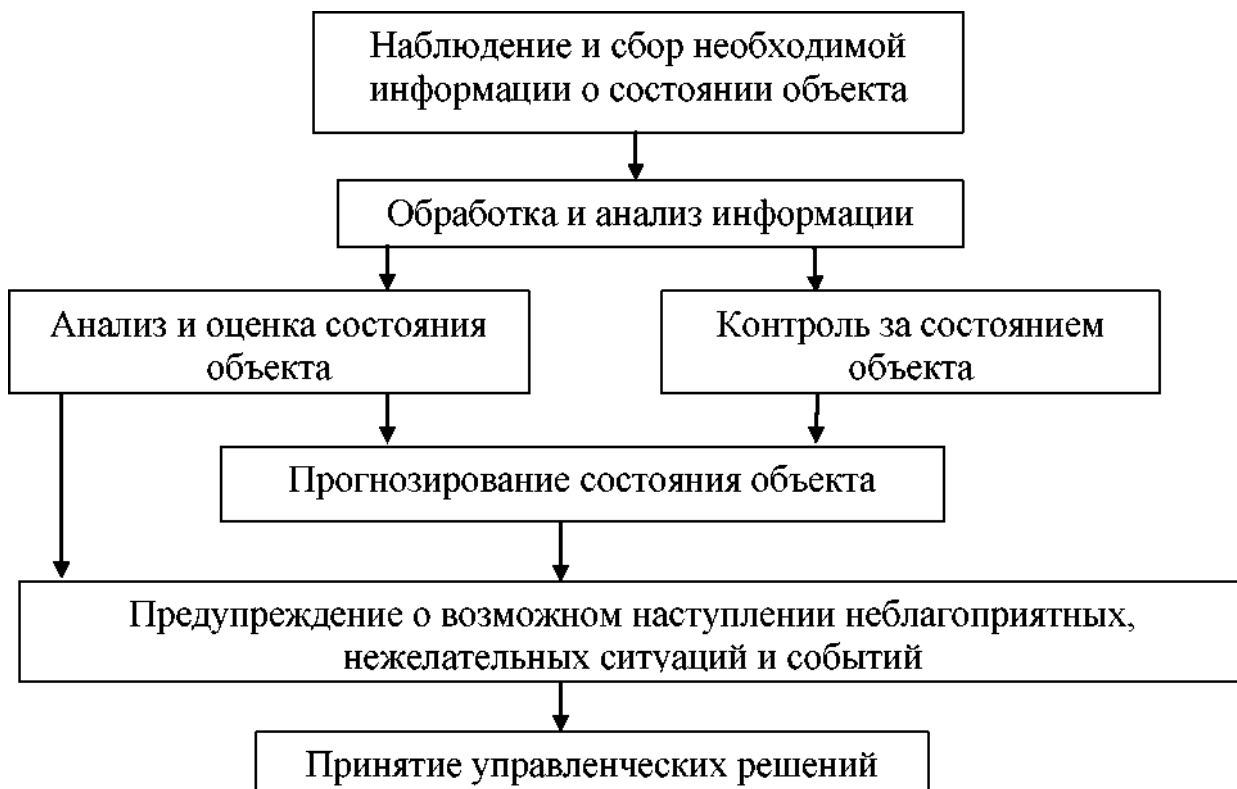 Наблюдение и сбор необходимой
информации о состоянии объекта
Обработка и анализ информации
Анализ и оценка состояния
объекта
Контроль за состоянием
объекта
Прогнозирование состояния объекта
Предупреждение о возможном наступлении неблагоприятных,
нежелательных ситуаций и событий
Принятие управленческих решений